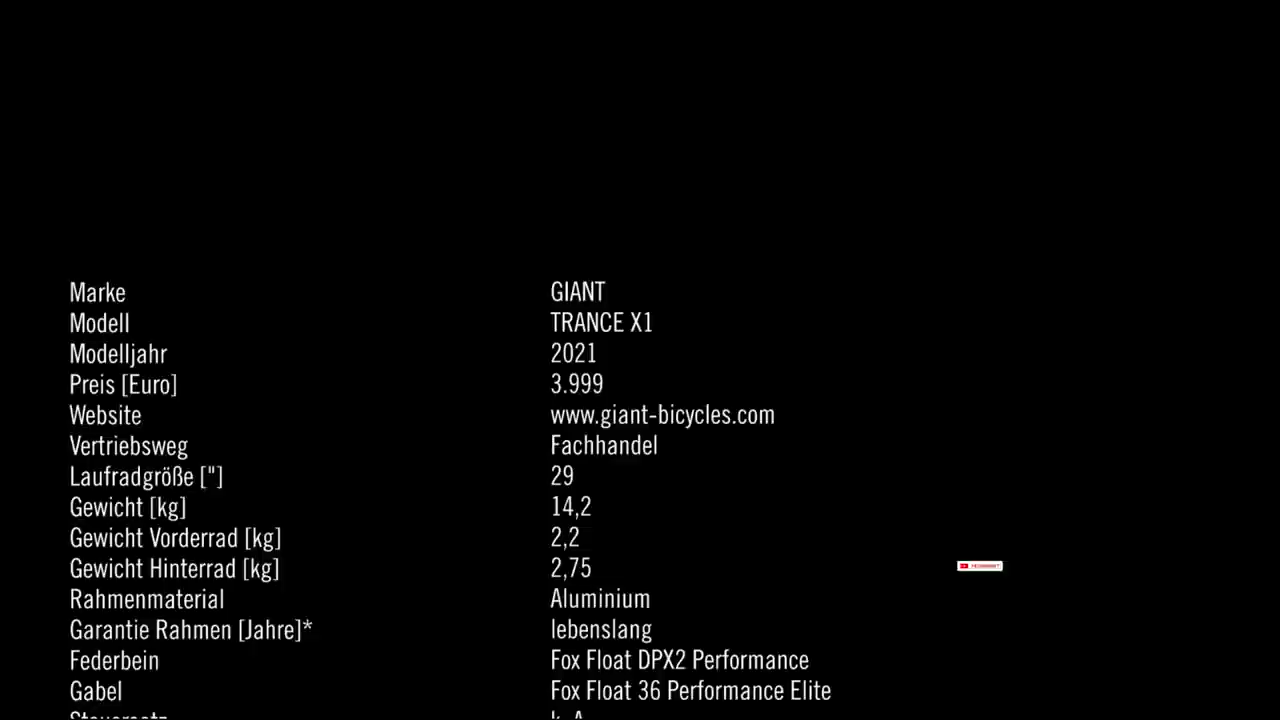 Marke GIANT
Modell TRANCE X1
Modelljahr 2021
Preis [Euro] 3.999
Website www.giant-bicycles.com
Vertriebsweg Fachhandel
Laufradgröße ["] 29
Gewicht [kg] 14,2
Gewicht Vorderrad [kg] 2,2
Gewicht Hinterrad [kg] 2,75
Rahmenmaterial Aluminium
Garantie Rahmen [Jahre]* lebenslang
Federbein Fox Float DPX2 Performance
Gabel Fox Float 36 Performance Elite